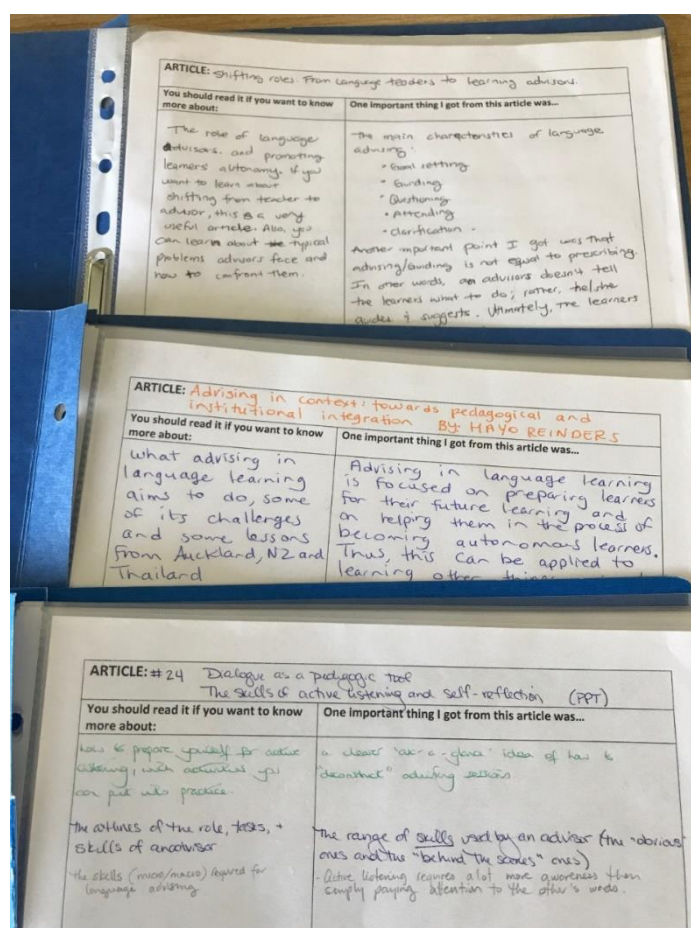 ARTICLE: Shifting roles: From language teachers to learning advisors.
You should read it if you want to know
more about:
One important thing I got from this article was...
The role of language
advisors. and promoting
learners autonomy. If you
want to learn about
shifting from teacher to
advisor, this is a very
useful article. Also, you
can learn about the typical
problems advisors face and
how to confront them.
The main characteristics of language
advising:
• Goal setting
• Guiding
• Questioning
• Attending
• clarification.
Another important point I got was that
advising/guiding is not equal to prescribing.
In other words, an advisors doesn't tell
the learners what to do; rather, he/she
guides & suggests. Ultimately, the learners
ARTICLE: Advising in context: towards pedagogical and
institutional integration BY: HAYO REINDERS
You should read it if you want to know
more about:
One important thing I got from this article was...
What advising in
language learning
aims to do, some
of its challenges
and some lessons
from Auckland, NZ and
Thailand
Advising in language learning
is focused on preparing learners
for their future learning and
on helping them in the process of
becoming autonomous learners.
Thus, this can be applied to
learning other things
ARTICLE: #24 Dialogue as a pedagogic tool
The skills of active listening and self-reflection (PPT)
You should read it if you want to know
more about:
One important thing I got from this article was...
how to prepare yourself for active
listening, with activities you
can put into practice.
the outlines of the role, tasks, +
skills of an advisor
the skills (micro/macro) required for
language advising
a clearer "at-a-glance" idea of how to
"deconstruct" advising sessions
The range of skills used by an advisor (the "obvious"
ones and the "behind the scenes" ones)
- Active listening requires a lot more awareness than
simply paying attention to the other's words.